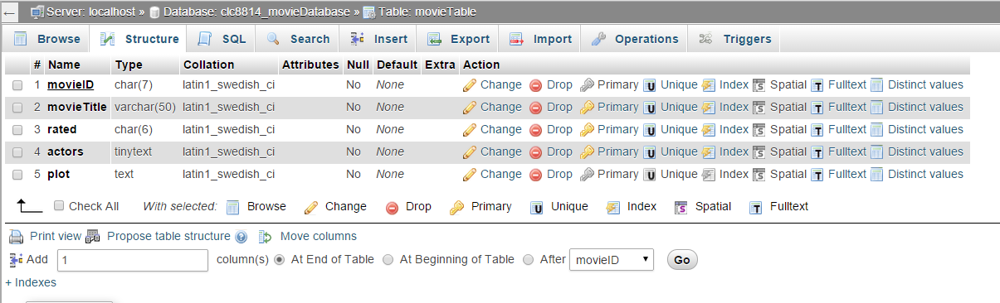 ← Server: localhost » Database: clc8814_movieDatabase » Table: movieTable
Browse Structure SQL Search Insert Export Import Operations Triggers
# Name Type Collation Attributes Null Default Extra Action
1 movieID char(7) latin1_swedish_ci No None Change Drop Primary U Unique Index S Spatial T Fulltext Distinct values
2 movieTitle varchar(50) latin1_swedish_ci No None Change Drop Primary U Unique Index S Spatial T Fulltext Distinct values
3 rated char(6) latin1_swedish_ci No None Change Drop Primary U Unique Index S Spatial T Fulltext Distinct values
4 actors tinytext latin1_swedish_ci No None Change Drop Primary U Unique Index S Spatial T Fulltext Distinct values
5 plot text latin1_swedish_ci No None Change Drop Primary U Unique Index S Spatial T Fulltext Distinct values
Check All With selected: Browse Change Drop Primary U Unique Index S Spatial T Fulltext
Print view Propose table structure ? Move columns
Add 1 column(s) At End of Table At Beginning of Table After movieID Go
+ Indexes